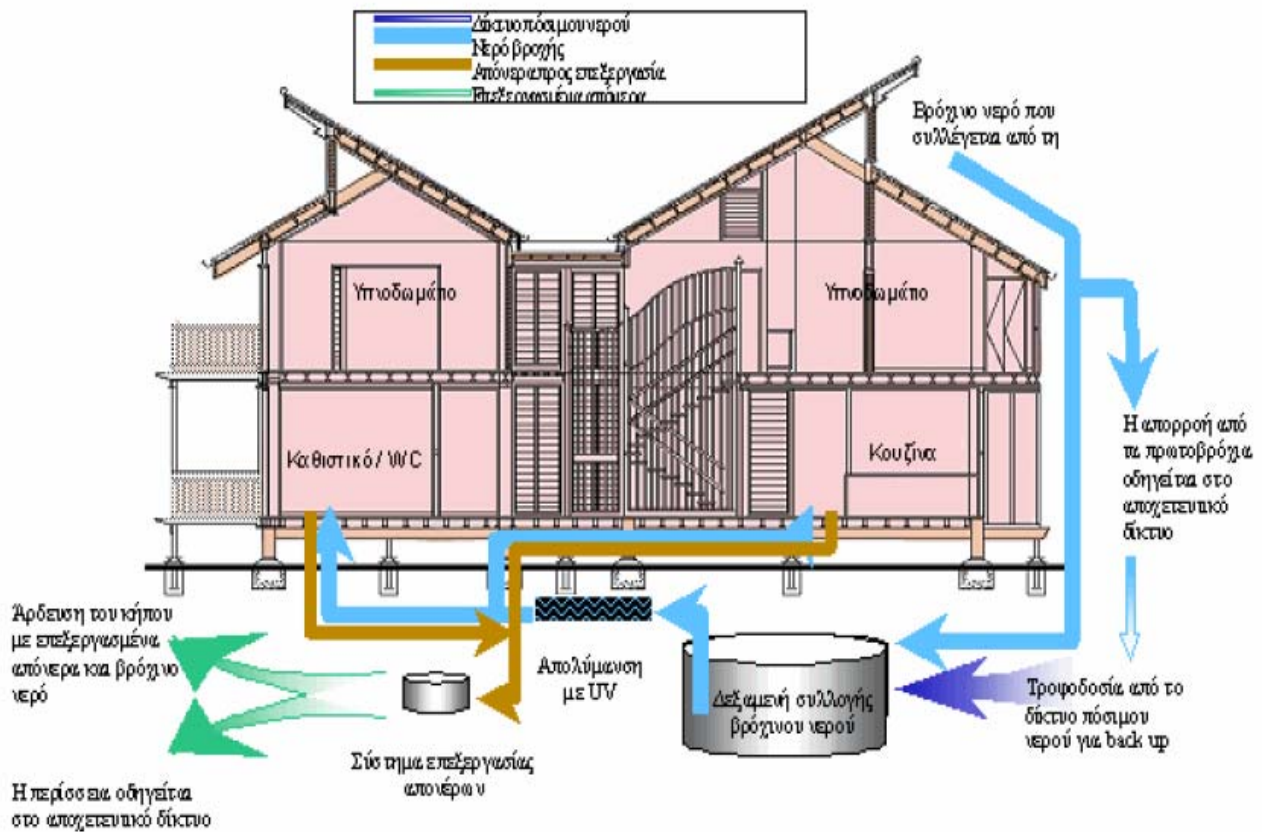 Δίκτυο πόσιμου νερού
Νερό βροχής
Απόνερα προς επεξεργασία
Επεξεργασμένα απόνερα
Βρόχινο νερό που
συλλέγεται από τη
Υπνοδωμάτιο
Υπνοδωμάτιο
Καθιστικό / WC
Κουζίνα
Η απορροή από
τα πρωτοβρόχια
οδηγείται στο
αποχετευτικό
δίκτυο
Άρδευση του κήπου
με επεξεργασμένα
απόνερα και βρόχινο
νερό
Απολύμανση
με UV
Δεξαμενή συλλογής
βρόχινου νερού
Τροφοδοσία από το
δίκτυο πόσιμου
νερού για back up
Σύστημα επεξεργασίας
απονέρων
Η περίσσεια οδηγείται
στο αποχετευτικό δίκτυο